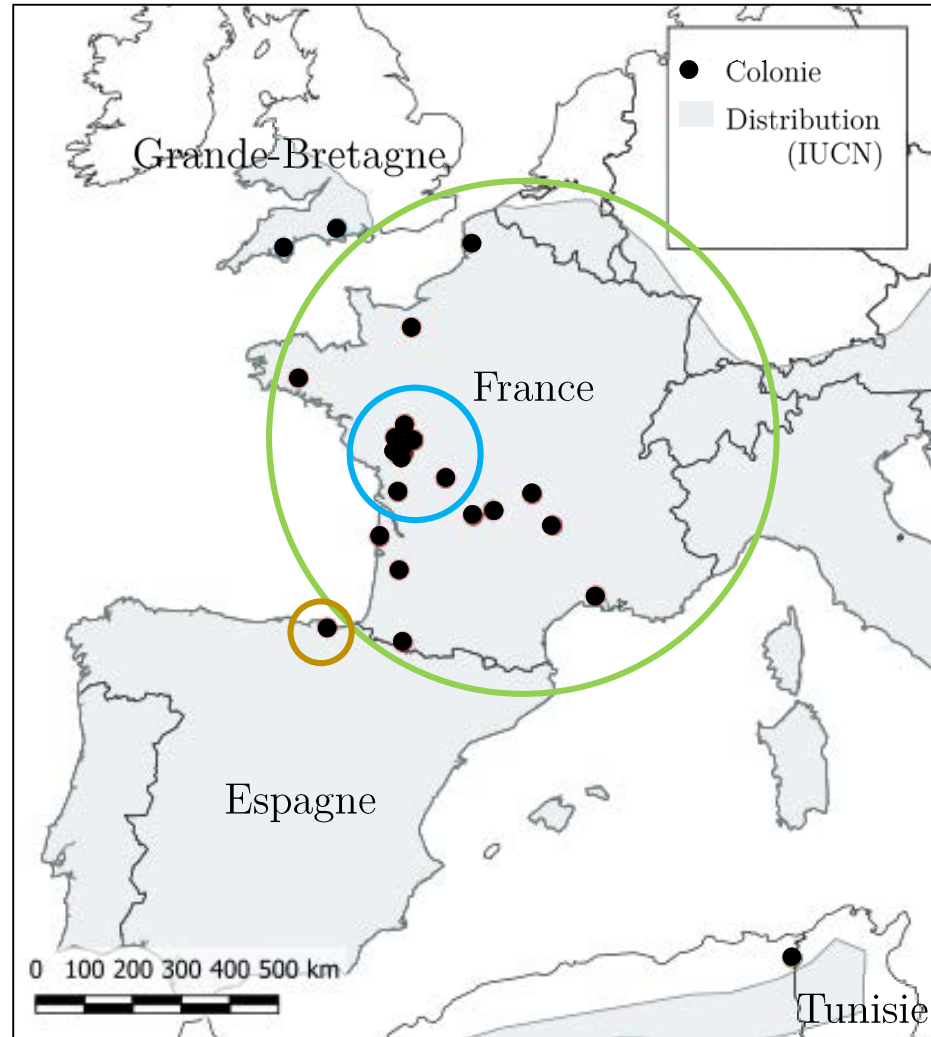 Colonie
Distribution
(IUCN)
Grande-Bretagne
France
Espagne
0 100 200 300 400 500 km
Tunisie